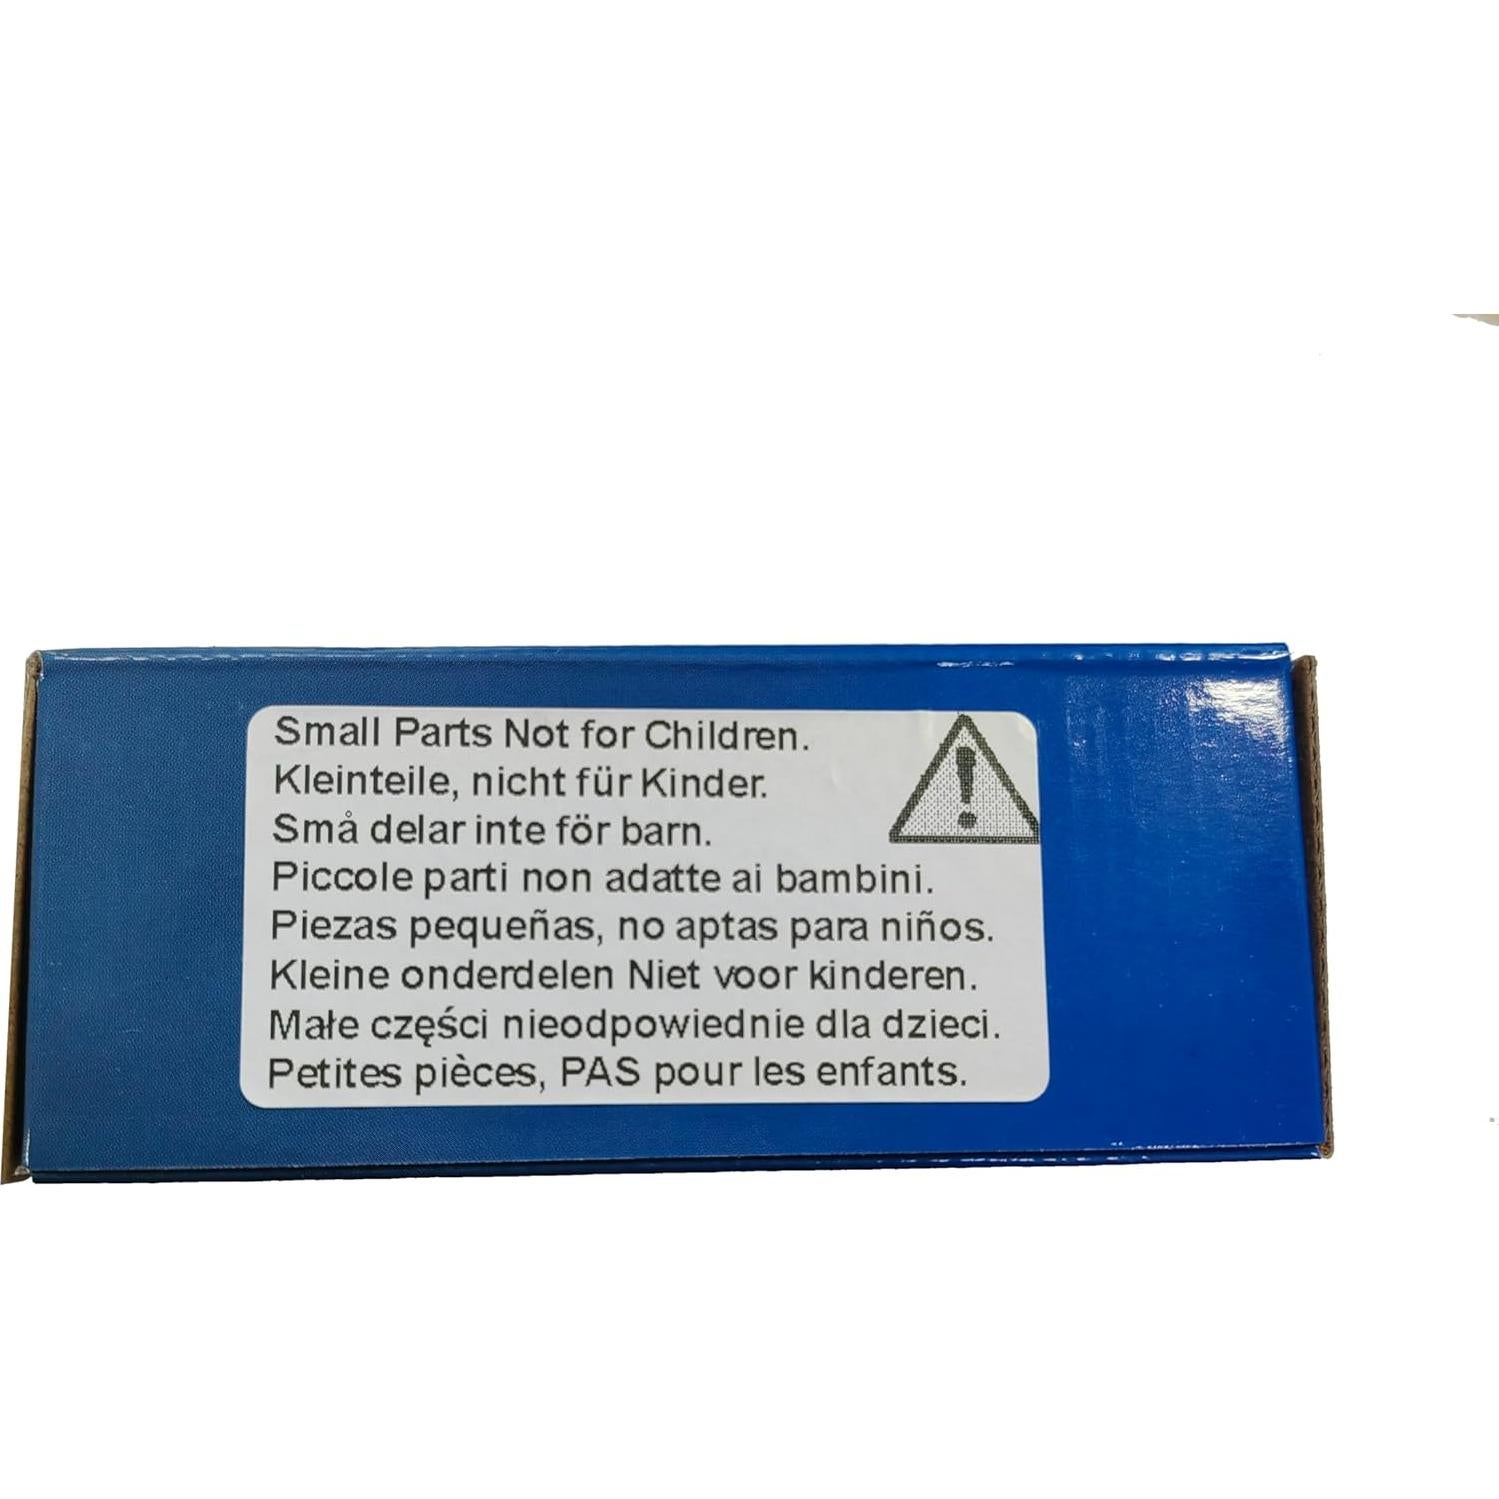 Small Parts Not for Children.
Kleinteile, nicht für Kinder.
Små delar inte för barn.
Piccole parti non adatte ai bambini.
Piezas pequeñas, no aptas para niños.
Kleine onderdelen Niet voor kinderen.
Małe części nieodpowiednie dla dzieci.
Petites pièces, PAS pour les enfants.